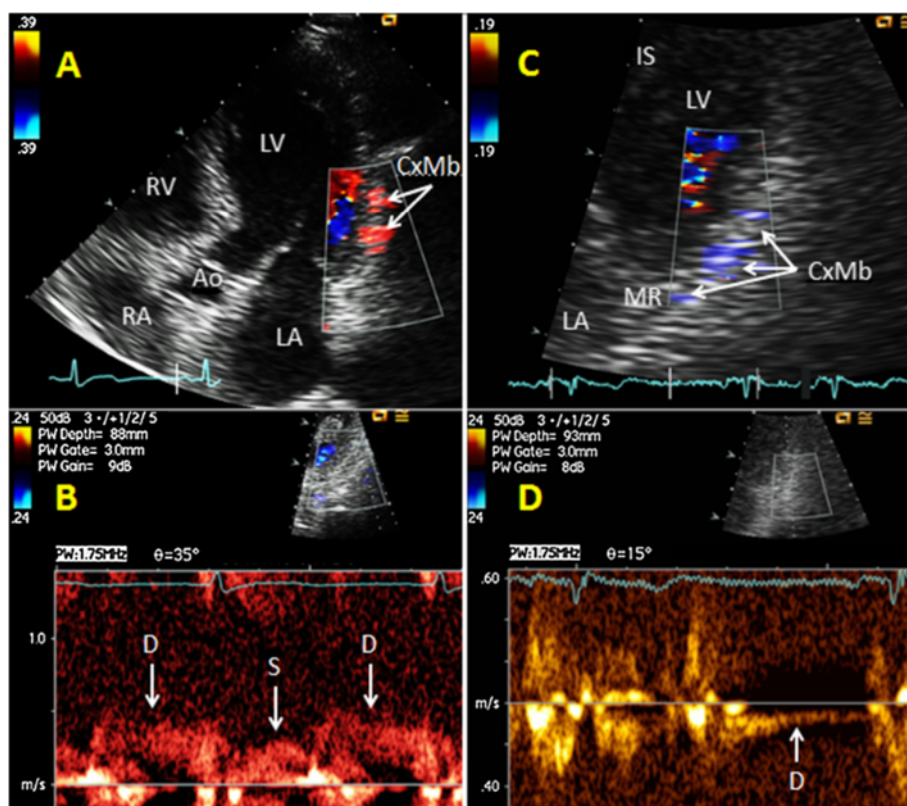 .39
A
LV
CxMb
RV
Ao
RA
LA
.39
.19
C
IS
LV
.19
CxMb
MR
LA
.24
50dB 3 •/+1/2/ 5
PW Depth= 88mm
PW Gate= 3.0mm
PW Gain= 9dB
B
.24
PW:1.75MHz θ=35°
1.0
D
S
D
m/s
.24
50dB 3 •/+1/2/ 5
PW Depth= 93mm
PW Gate= 3.0mm
PW Gain= 8dB
D
.24
PW:1.75MHz θ=15°
.60
m/s
D
.40